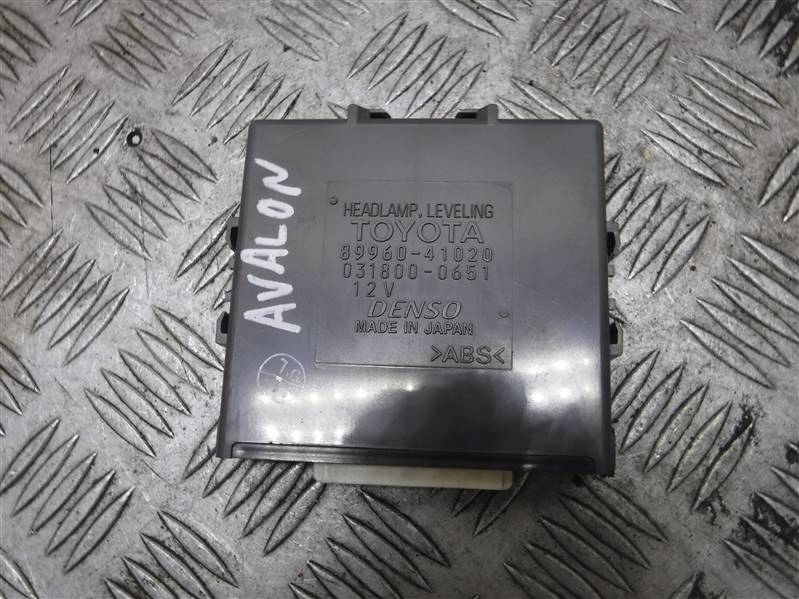 AVALON
HEADLAMP, LEVELING
TOYOTA
89960-41020
031800-0651
12V
DENSO
MADE IN JAPAN
>ABS<